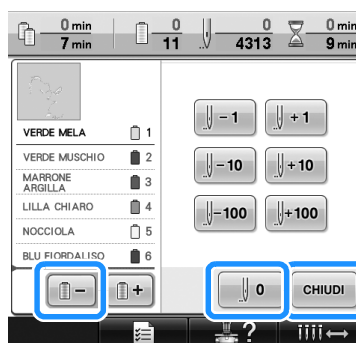 0 min 0 0 0 min
7 min 11 4313 9 min
VERDE MELA 1
VERDE MUSCHIO 2
MARRONE
ARGILLA 3
LILLA CHIARO 4
NOCCIOLA 5
BLU FIORDALISO 6
- 1 + 1
- 10 + 10
-100 +100
- + 0 CHIUDI
?